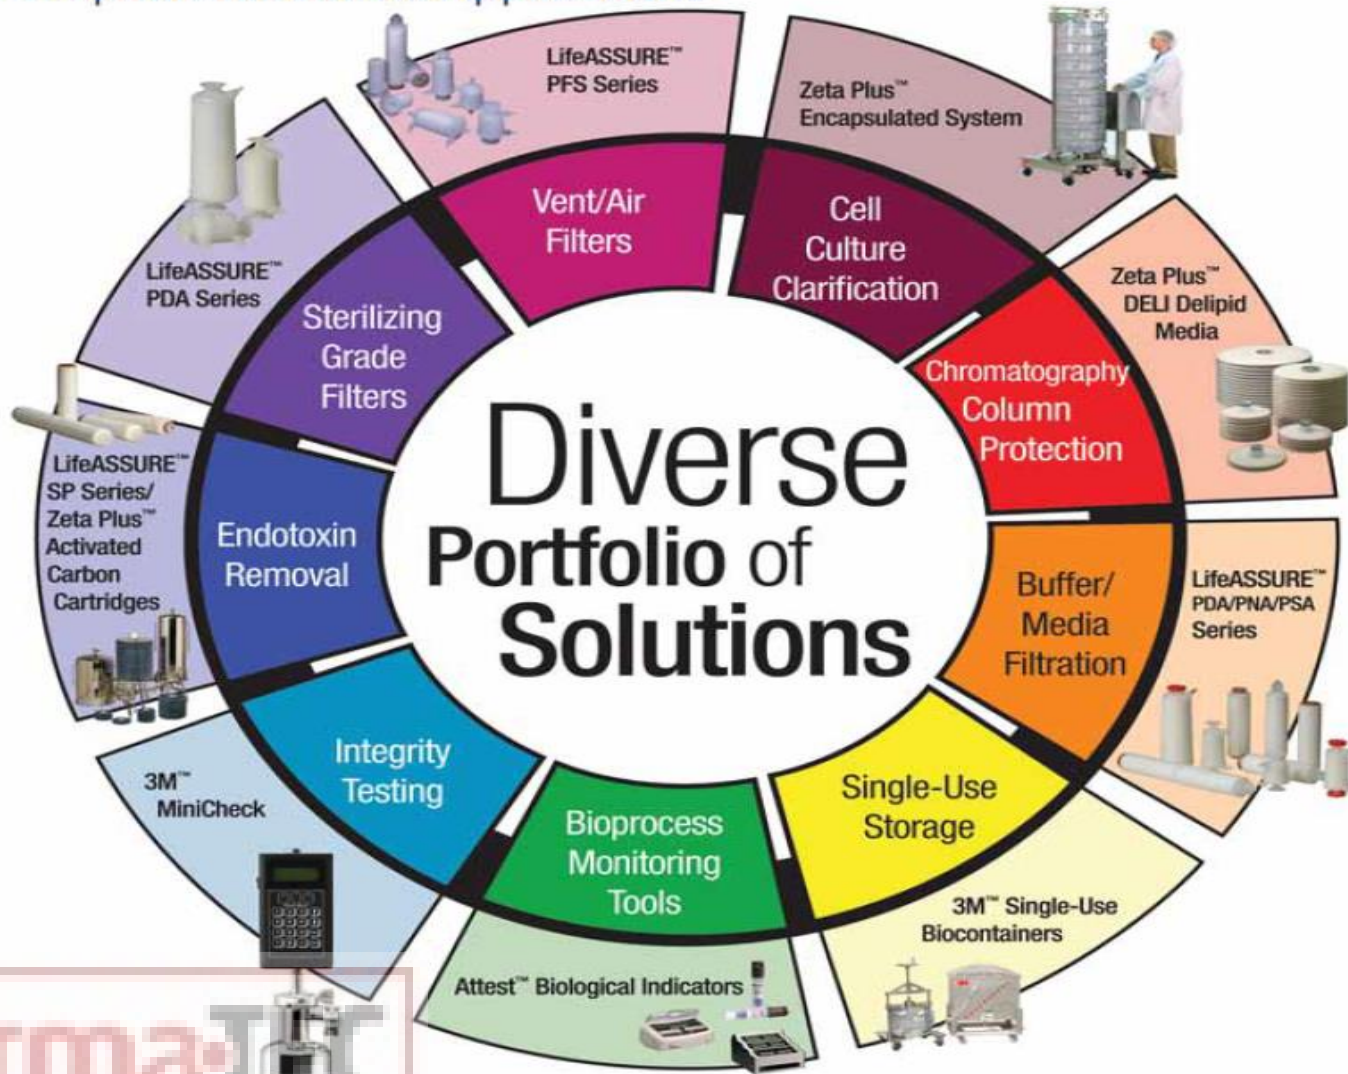 LifeASSURE™
PFS Series
Zeta Plus™
Encapsulated System
LifeASSURE™
PDA Series
Zeta Plus™
DELI Delipid
Media
LifeASSURE™
SP Series/
Zeta Plus™
Activated
Carbon
Cartridges
LifeASSURE™
PDA/PNA/PSA
Series
3M™
MiniCheck
3M™ Single-Use
Biocontainers
Attest™ Biological Indicators
Vent/Air
Filters
Cell
Culture
Clarification
Chromatography
Column
Protection
Buffer/
Media
Filtration
Single-Use
Storage
Bioprocess
Monitoring
Tools
Integrity
Testing
Endotoxin
Removal
Sterilizing
Grade
Filters
Diverse
Portfolio of
Solutions